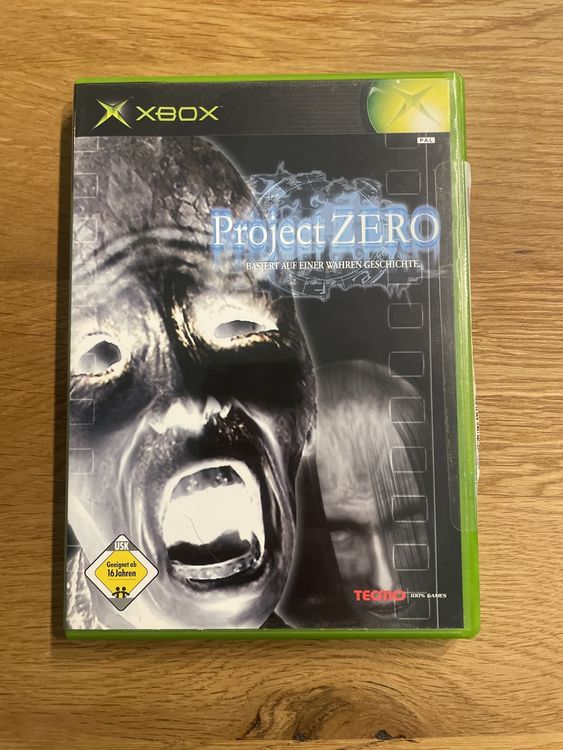 XBOX
PAL
Project ZERO
BASIERT AUF EINER WAHREN GESCHICHTE.
USK
Geeignet ab
16 Jahren
TECMO 100% GAMES